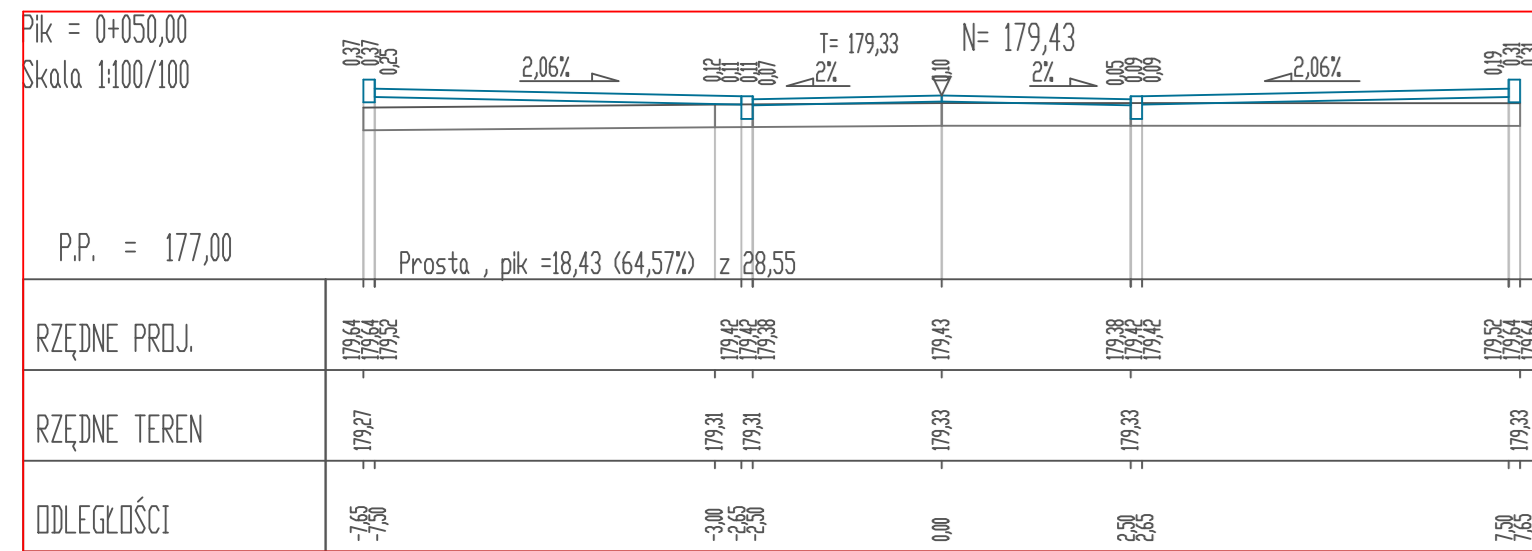 Pik = 0+050,00
Skala 1:100/100
0,37 0,37 0,25 0,12 0,11 0,11 0,07 0,10 0,05 0,09 0,09 0,19 0,31 0,31
T= 179,33 N= 179,43
2,06% 2% 2% 2,06%
P.P. = 177,00
Prosta , pik =18,43 (64,57%) z 28,55
RZĘDNE PROJ. 179,64 179,64 179,52 179,42 179,42 179,38 179,43 179,38 179,42 179,42 179,52 179,64 179,64
RZĘDNE TEREN 179,27 179,31 179,31 179,33 179,33 179,33
ODLEGŁOŚCI -7,65 -7,50 -3,00 -2,65 -2,50 0,00 2,50 2,65 7,50 7,65